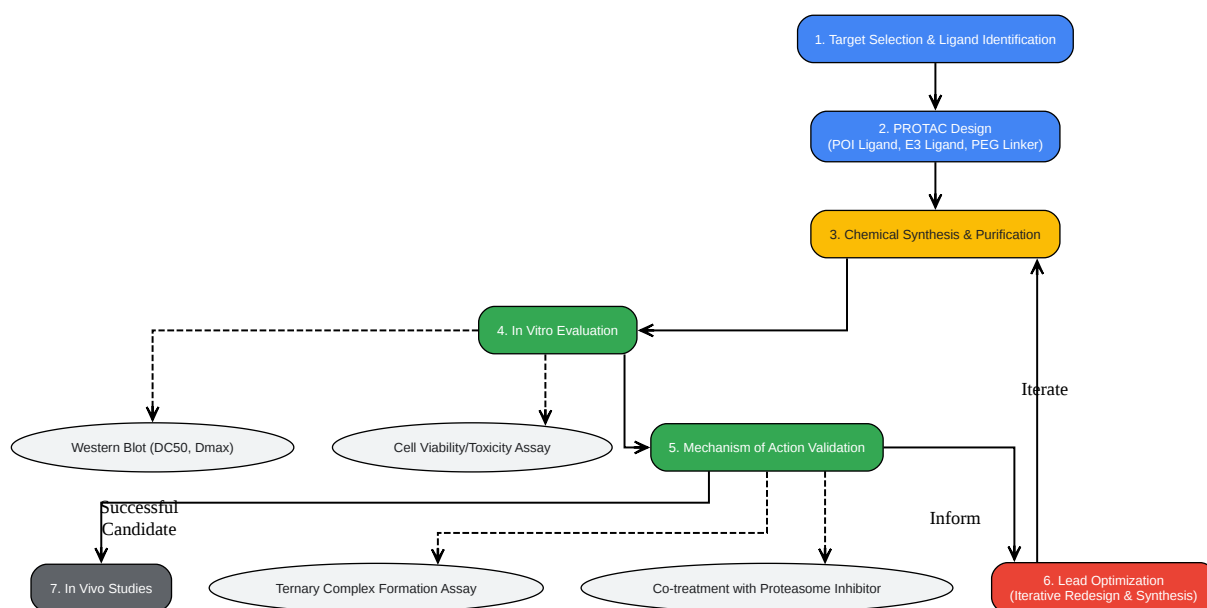 1. Target Selection & Ligand Identification
2. PROTAC Design
(POI Ligand, E3 Ligand, PEG Linker)
3. Chemical Synthesis & Purification
4. In Vitro Evaluation
Iterate
Western Blot (DC50, Dmax)
Cell Viability/Toxicity Assay
5. Mechanism of Action Validation
Successful
Candidate
Inform
7. In Vivo Studies
Ternary Complex Formation Assay
Co-treatment with Proteasome Inhibitor
6. Lead Optimization
(Iterative Redesign & Synthesis)